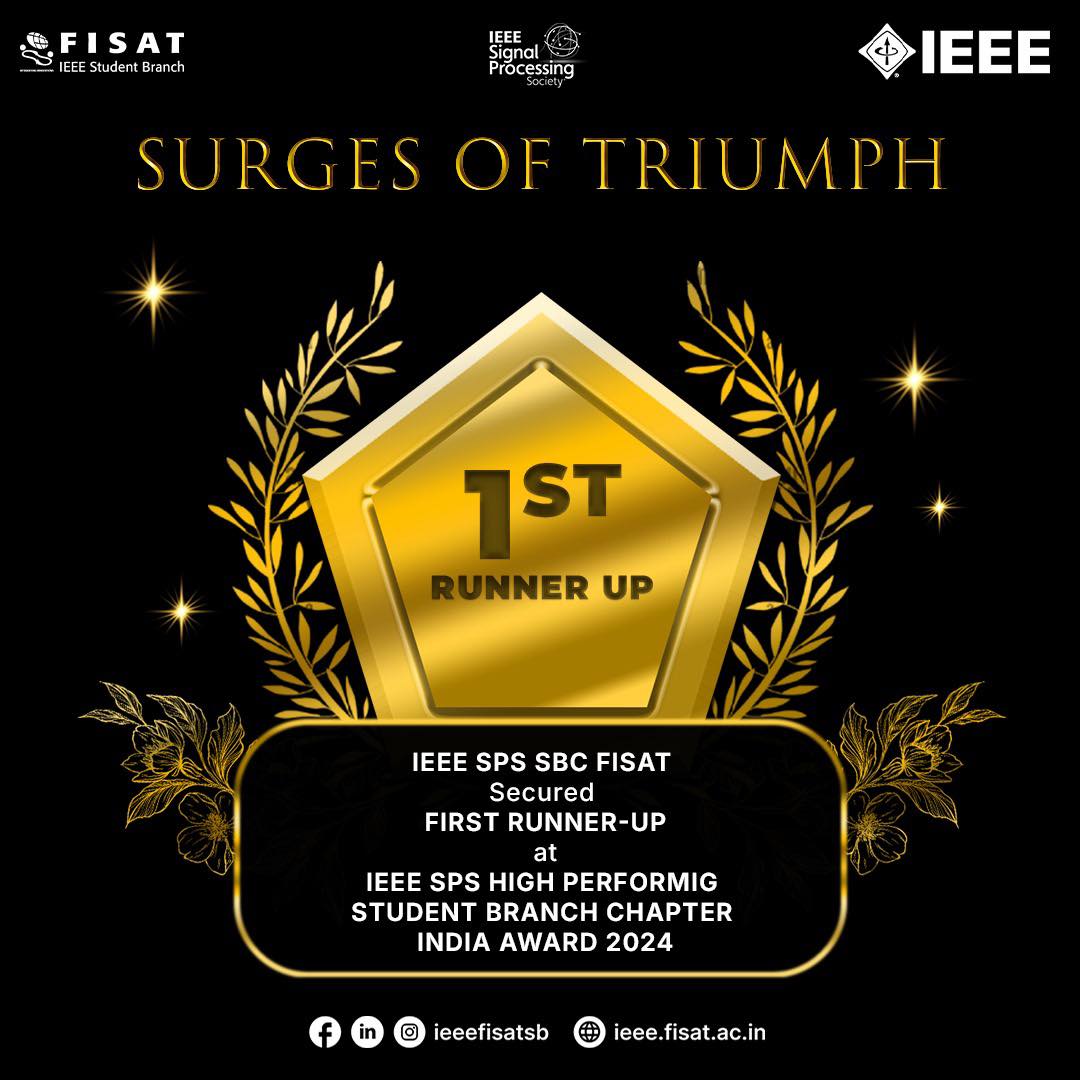 FISAT
IEEE Student Branch
IEEE
Signal
Processing
Society
IEEE
SURGES OF TRIUMPH
1ST
RUNNER UP
IEEE SPS SBC FISAT
Secured
FIRST RUNNER-UP
at
IEEE SPS HIGH PERFORMIG
STUDENT BRANCH CHAPTER
INDIA AWARD 2024
ieeefisatsb
ieee.fisat.ac.in